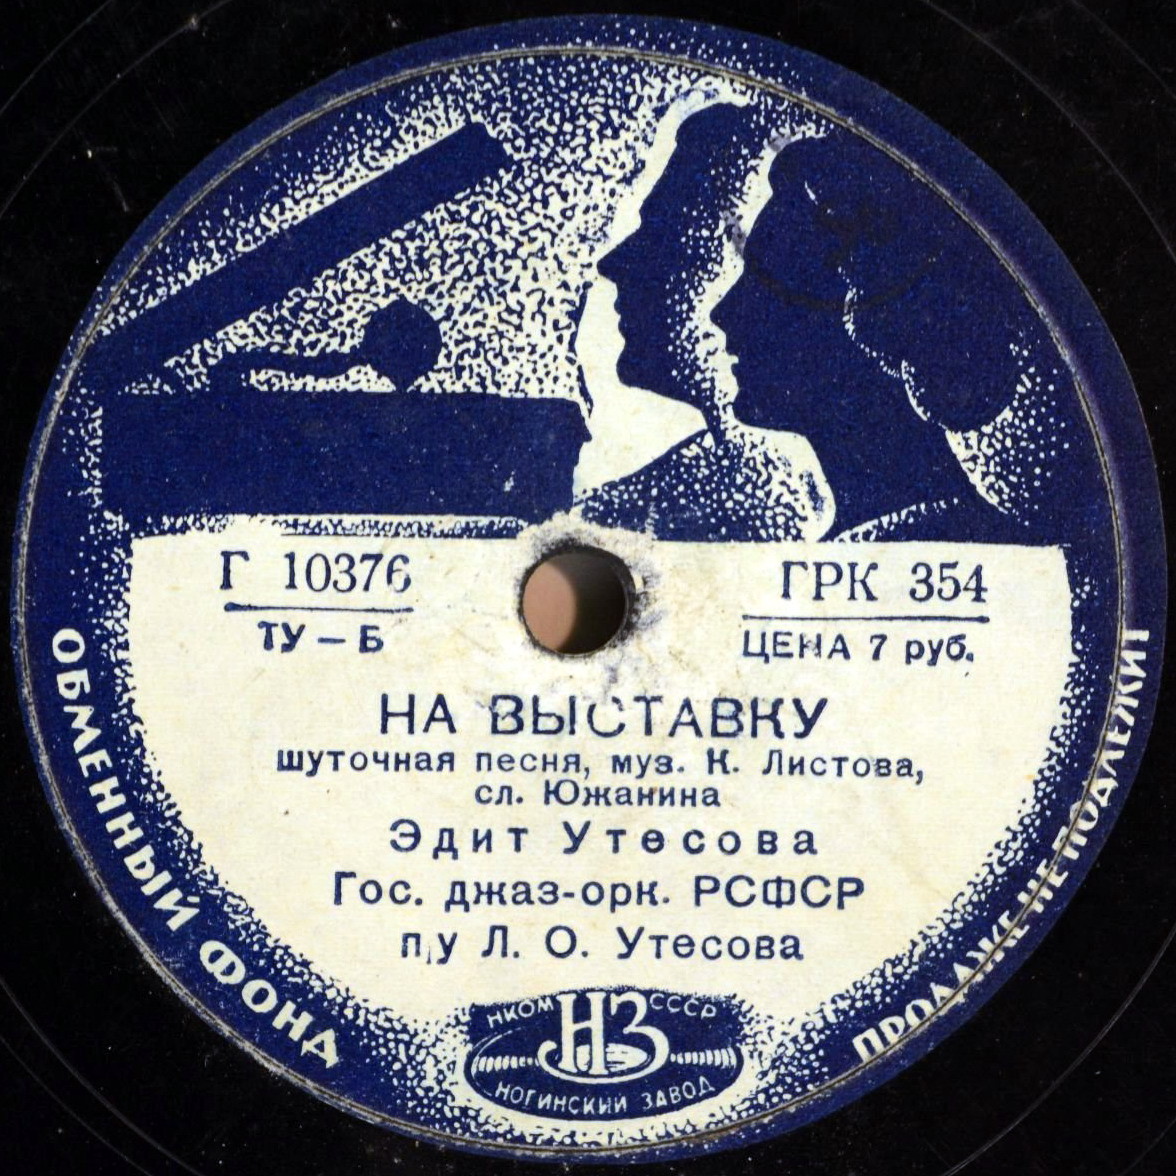 Г 10376
ТУ – Б
ГРК 354
ЦЕНА 7 руб.
НА ВЫСТАВКУ
шуточная песня, муз. К. Листова,
сл. Южанина
Эдит Утесова
Гос. джаз-орк. РСФСР
п/у Л. О. Утесова
НКОМ НЗ СССР
НОГИНСКИЙ ЗАВОД
ОБМЕННЫЙ ФОНД
ПРОДАЖЕ НЕ ПОДЛЕЖИТ